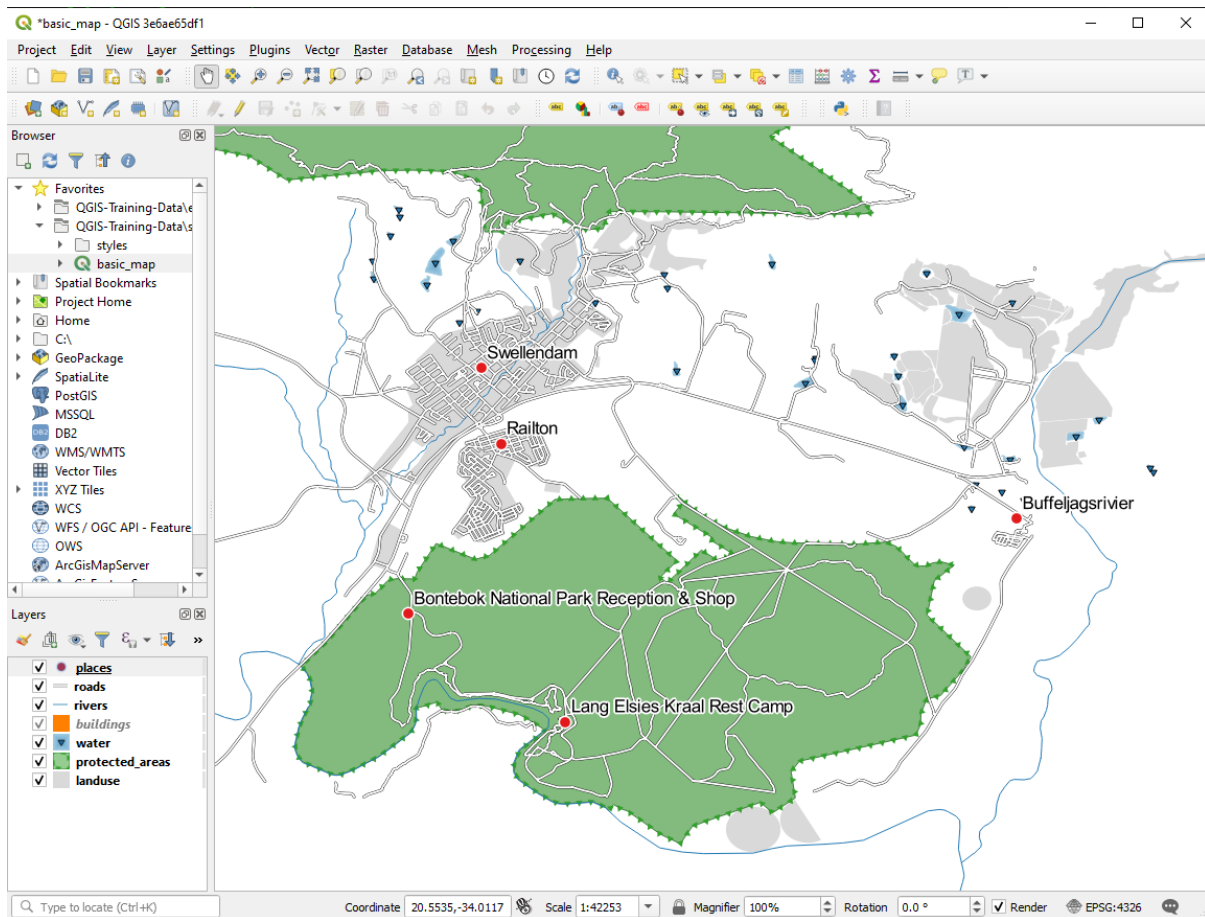 *basic_map - QGIS 3e6ae65df1
Project Edit View Layer Settings Plugins Vector Raster Database Mesh Processing Help
Browser
Favorites
QGIS-Training-Data\e
QGIS-Training-Data\s
styles
basic_map
Spatial Bookmarks
Project Home
Home
C:\
GeoPackage
SpatiaLite
PostGIS
MSSQL
DB2
WMS/WMTS
Vector Tiles
XYZ Tiles
WCS
WFS / OGC API - Feature
OWS
ArcGisMapServer
Layers
places
roads
rivers
buildings
water
protected_areas
landuse
Swellendam
Railton
Buffeljagsrivier
Bontebok National Park Reception & Shop
Lang Elsies Kraal Rest Camp
Type to locate (Ctrl+K) Coordinate 20.5535,-34.0117 Scale 1:42253 Magnifier 100% Rotation 0.0 ° Render EPSG:4326